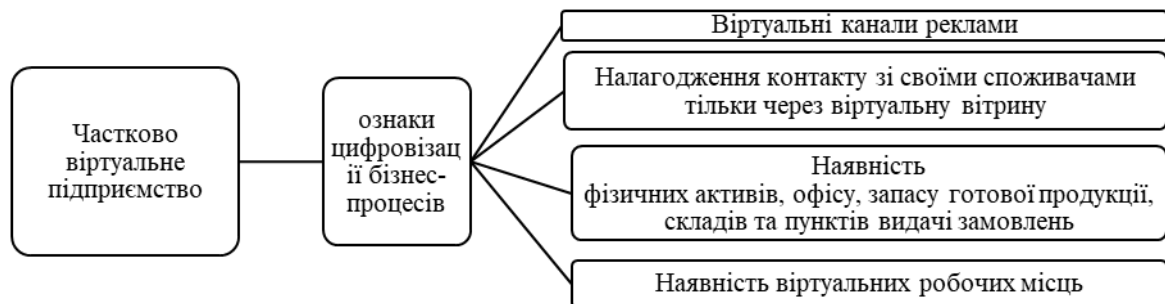 Частково
віртуальне
підприємство
ознаки
цифровізац
ії бізнес-
процесів
Віртуальні канали реклами
Налагодження контакту зі своїми споживачами
тільки через віртуальну вітрину
Наявність
фізичних активів, офісу, запасу готової продукції,
складів та пунктів видачі замовлень
Наявність віртуальних робочих місць